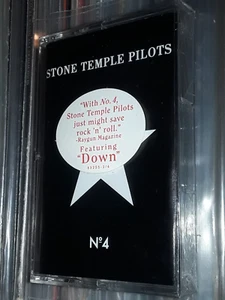 STONE TEMPLE PILOTS
"With No. 4,
Stone Temple Pilots
just might save
rock 'n' roll."
-Raygun Magazine
Featuring
"Down"
Nº4